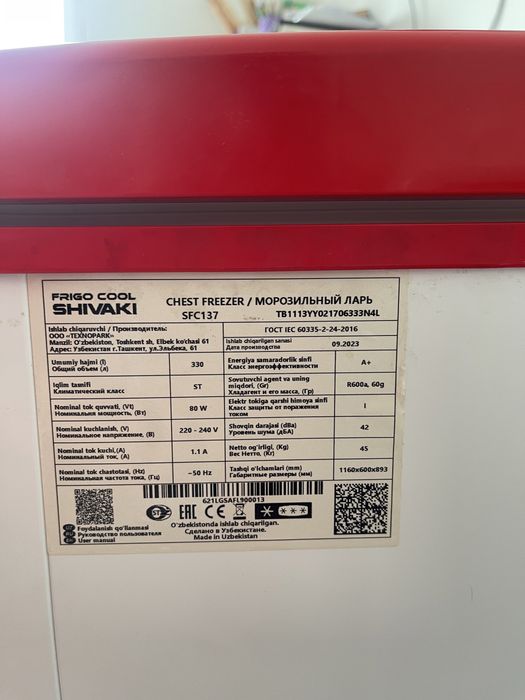 FRIGO COOL
SHIVAKI
CHEST FREEZER / МОРОЗИЛЬНЫЙ ЛАРЬ
SFC137 TB1113YY021706333N4L
Ishlab chiqaruvchi / Производитель:
ООО «TEXNOPARK»
Manzil: O'zbekiston, Toshkent sh, Elbek ko'chasi 61
Адрес: Узбекистан г.Ташкент, ул.Эльбека, 61
ГОСТ IEC 60335-2-24-2016
Ishlab chiqarilgan sanasi
Дата производства
09.2023
Umumiy hajmi (l)
Общий объем (л)
330
Energiya samaradorlik sinfi
Класс энергоэффективности
A+
Iqlim tasnifi
Климатический класс
ST
Sovutuvchi agent va uning
miqdori, (Gr)
Хладагент и его масса, (Гр)
R600a, 60g
Nominal tok quvvati, (Vt)
Номинальная мощность, (Вт)
80 W
Elektr tokiga qarshi himoya sinfi
Класс защиты от поражения
током
I
Nominal kuchlanish, (V)
Номинальное напряжение, (В)
220 - 240 V
Shovqin darajasi (dBa)
Уровень шума (дБА)
42
Nominal tok kuchi,(A)
Номинальный ток, (А)
1.1 A
Netto og'irligi, (Kg)
Вес Нетто, (Кг)
45
Nominal tok chastotasi, (Hz)
Номинальная частота тока, (Гц)
~50 Hz
Tashqi o'lchamlari (mm)
Габаритные размеры (мм)
1160x600x893
621LGSAFL900013
EAC CE
Foydalanish qo'llanmasi
Руководство пользователя
User manual
O'zbekistonda ishlab chiqarilgan.
Сделано в Узбекистане.
Made in Uzbekistan